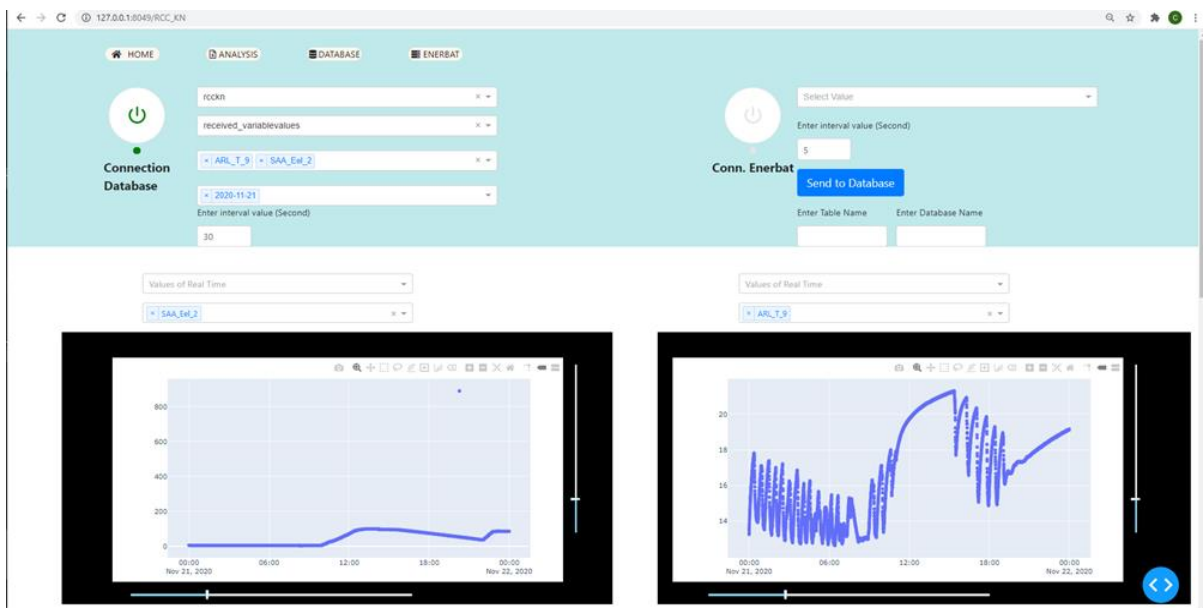 127.0.0.1:8049/RCC_KN
HOME ANALYSIS DATABASE ENERBAT
rcckn
received_variablevalues
× ARL_T_9 × SAA_Eel_2
Connection
Database
× 2020-11-21
Enter interval value (Second)
30
Select Value
Enter interval value (Second)
5
Conn. Enerbat
Send to Database
Enter Table Name Enter Database Name
Values of Real Time
× SAA_Eel_2
800
600
400
200
0
00:00 06:00 12:00 18:00 00:00
Nov 21, 2020 Nov 22, 2020
Values of Real Time
× ARL_T_9
20
18
16
14
00:00 06:00 12:00 18:00 00:00
Nov 21, 2020 Nov 22, 2020